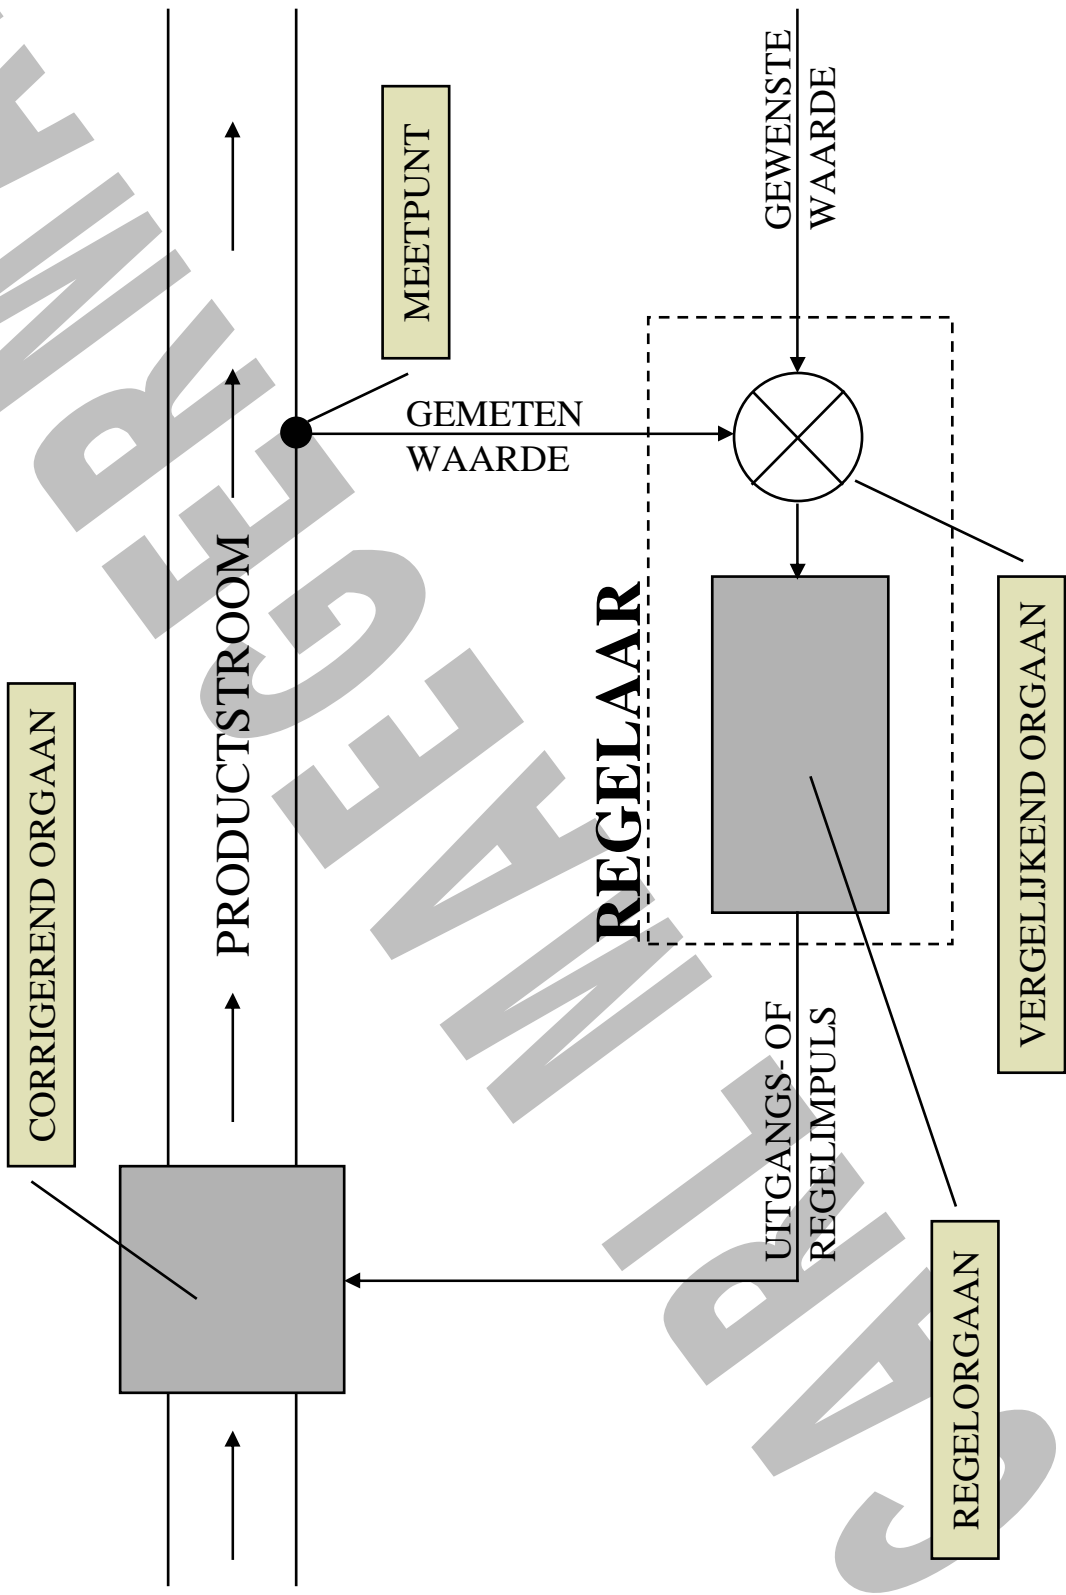 CORRIGEREND ORGAAN
PRODUCTSTROOM
MEETPUNT
GEMETEN
WAARDE
REGELAAR
GEWENSTE
WAARDE
UITGANGS- OF
REGELIMPULS
VERGELIJKEND ORGAAN
REGELORGAAN